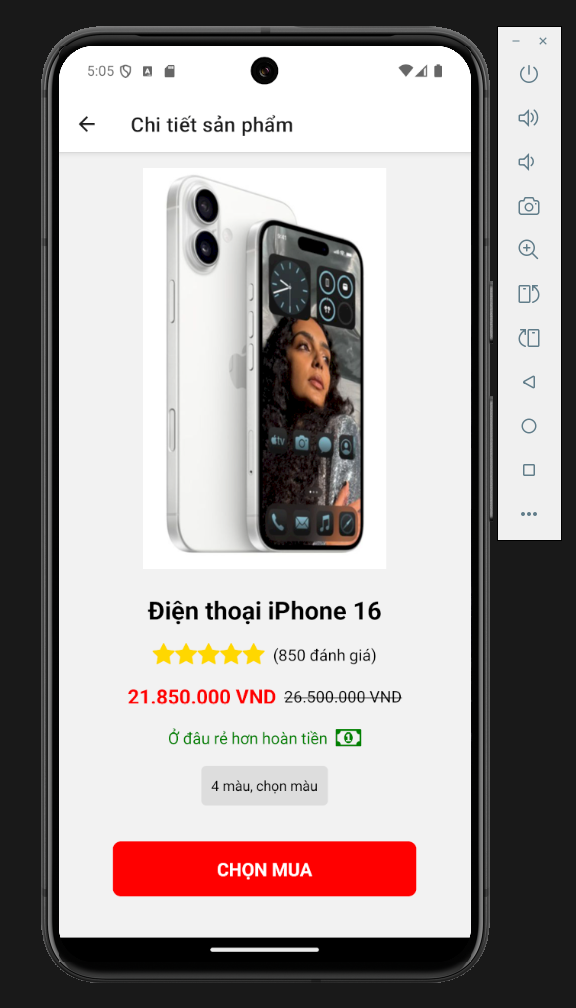 5:05
Chi tiết sản phẩm
Điện thoại iPhone 16
(850 đánh giá)
21.850.000 VND 26.500.000 VND
Ở đâu rẻ hơn hoàn tiền
4 màu, chọn màu
CHỌN MUA